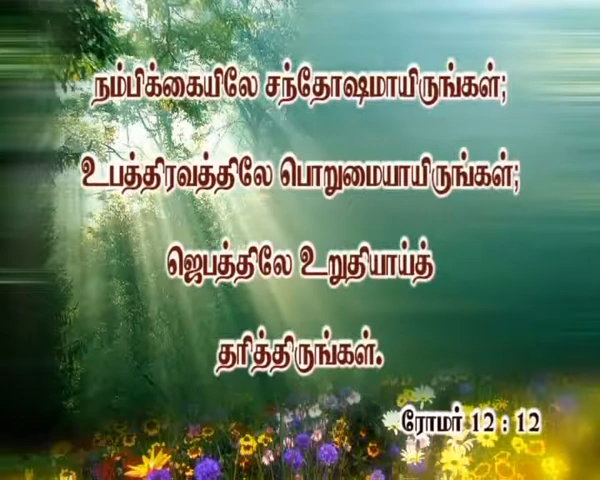 நம்பிக்கையிலே சந்தோஷமாயிருங்கள்;
உபத்திரவத்திலே பொறுமையாயிருங்கள்;
ஜெபத்திலே உறுதியாய்த்
தரித்திருங்கள்.
ரோமர் 12 : 12